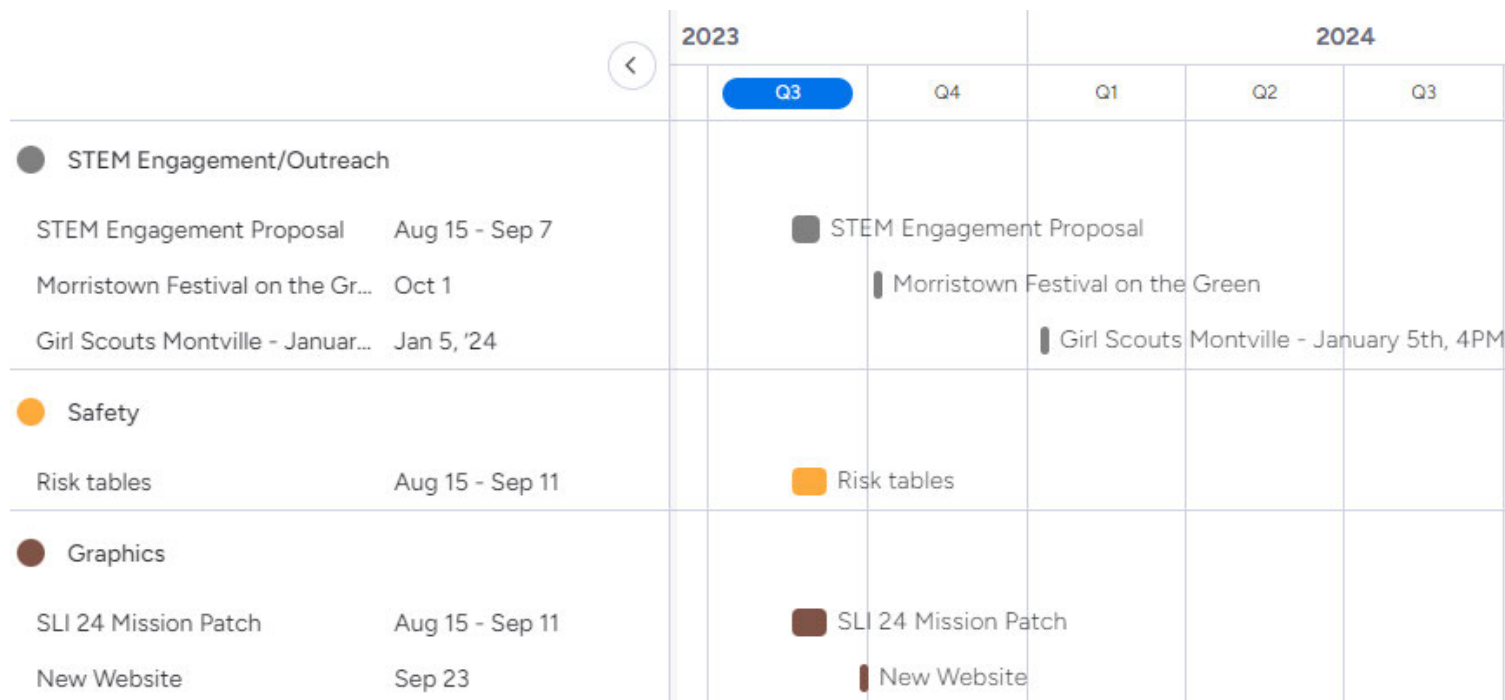 2023 2024
Q3 Q4 Q1 Q2 Q3
STEM Engagement/Outreach
STEM Engagement Proposal Aug 15 - Sep 7 STEM Engagement Proposal
Morristown Festival on the Gr... Oct 1 Morristown Festival on the Green
Girl Scouts Montville - Januar... Jan 5, '24 Girl Scouts Montville - January 5th, 4PM
Safety
Risk tables Aug 15 - Sep 11 Risk tables
Graphics
SLI 24 Mission Patch Aug 15 - Sep 11 SLI 24 Mission Patch
New Website Sep 23 New Website